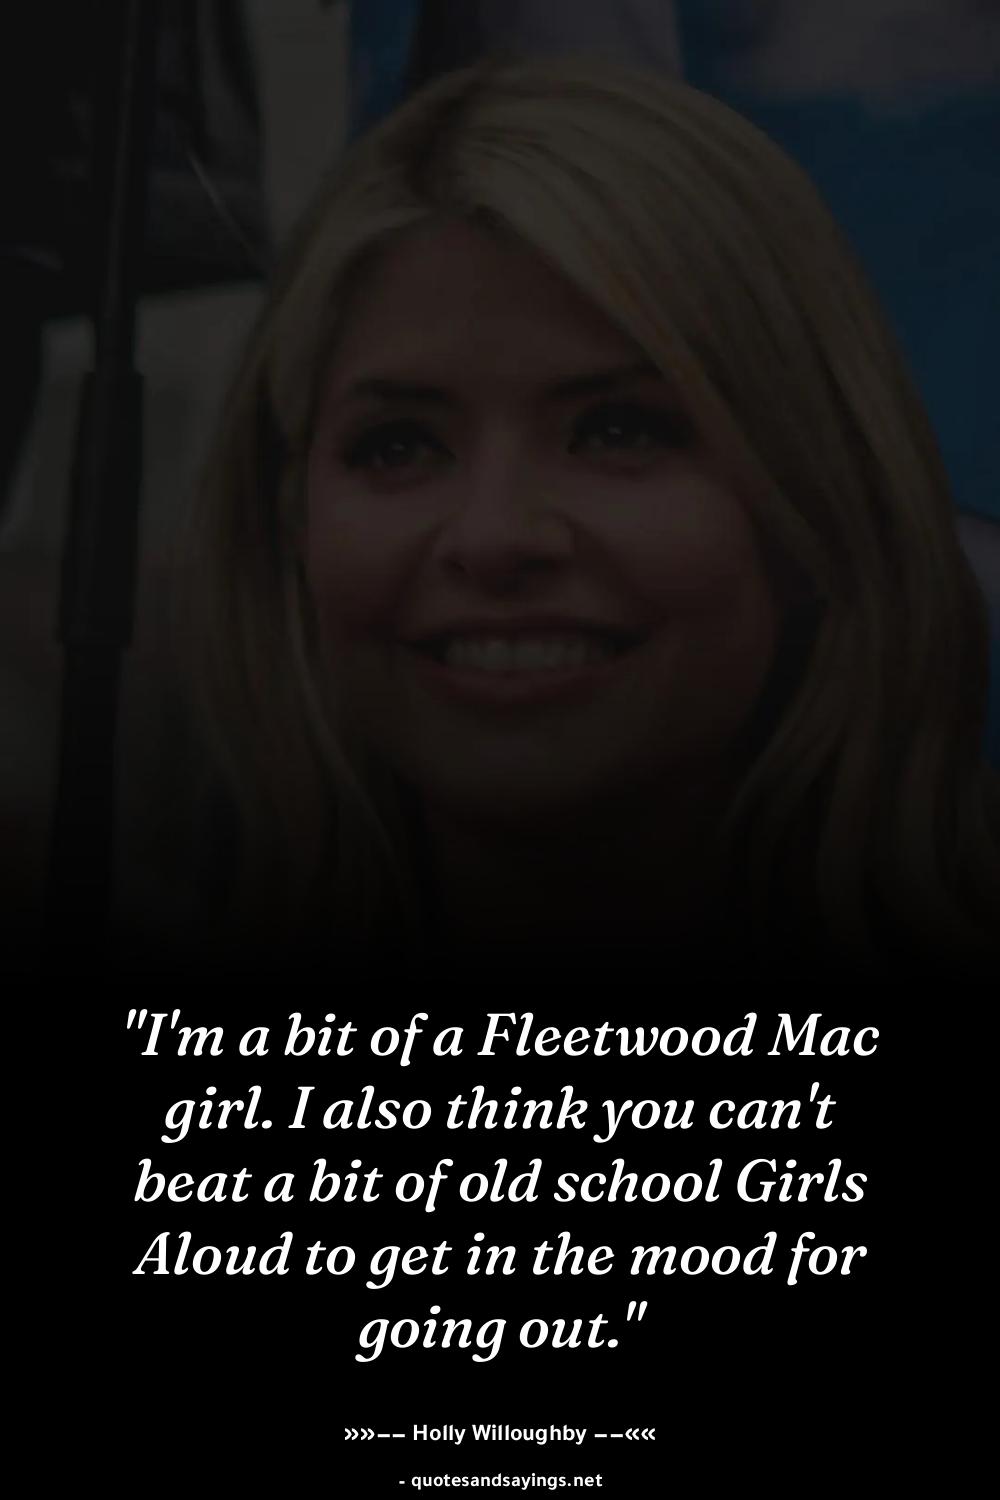 "I'm a bit of a Fleetwood Mac
girl. I also think you can't
beat a bit of old school Girls
Aloud to get in the mood for
going out."
»»−− Holly Willoughby −−««
- quotesandsayings.net